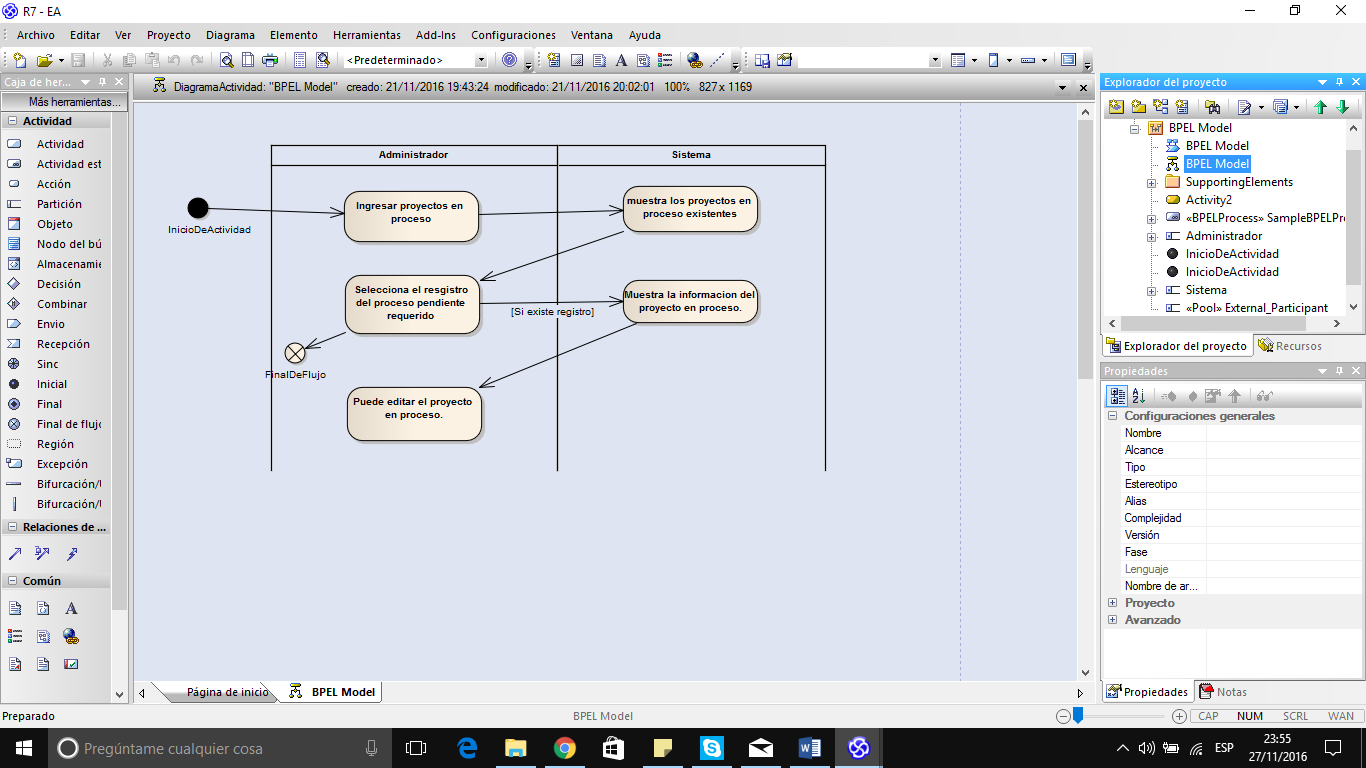 R7 - EA
Archivo Editar Ver Proyecto Diagrama Elemento Herramientas Add-Ins Configuraciones Ventana Ayuda
<Predeterminado>
Caja de her...
Más herramientas...
Actividad
Actividad
Actividad est
Acción
Partición
Objeto
Nodo del bú
Almacenamie
Decisión
Combinar
Envio
Recepción
Sinc
Inicial
Final
Final de flujo
Región
Excepción
Bifurcación/U
Bifurcación/U
Relaciones de ...
Común
DiagramaActividad: "BPEL Model" creado: 21/11/2016 19:43:24 modificado: 21/11/2016 20:02:01 100% 827 x 1169
Administrador
Sistema
InicioDeActividad
Ingresar proyectos en
proceso
muestra los proyectos en
proceso existentes
Selecciona el resgistro
del proceso pendiente
requerido
[Si existe registro]
Muestra la informacion del
proyecto en proceso.
FinalDeFlujo
Puede editar el proyecto
en proceso.
Página de inicio
BPEL Model
Explorador del proyecto
BPEL Model
BPEL Model
BPEL Model
SupportingElements
Activity2
«BPELProcess» SampleBPELPr
Administrador
InicioDeActividad
InicioDeActividad
Sistema
«Pool» External_Participant
Explorador del proyecto
Recursos
Propiedades
Configuraciones generales
Nombre
Alcance
Tipo
Estereotipo
Alias
Complejidad
Versión
Fase
Lenguaje
Nombre de ar...
Proyecto
Avanzado
Propiedades
Notas
Preparado
BPEL Model
CAP NUM SCRL WAN
Pregúntame cualquier cosa
ESP
23:55
27/11/2016